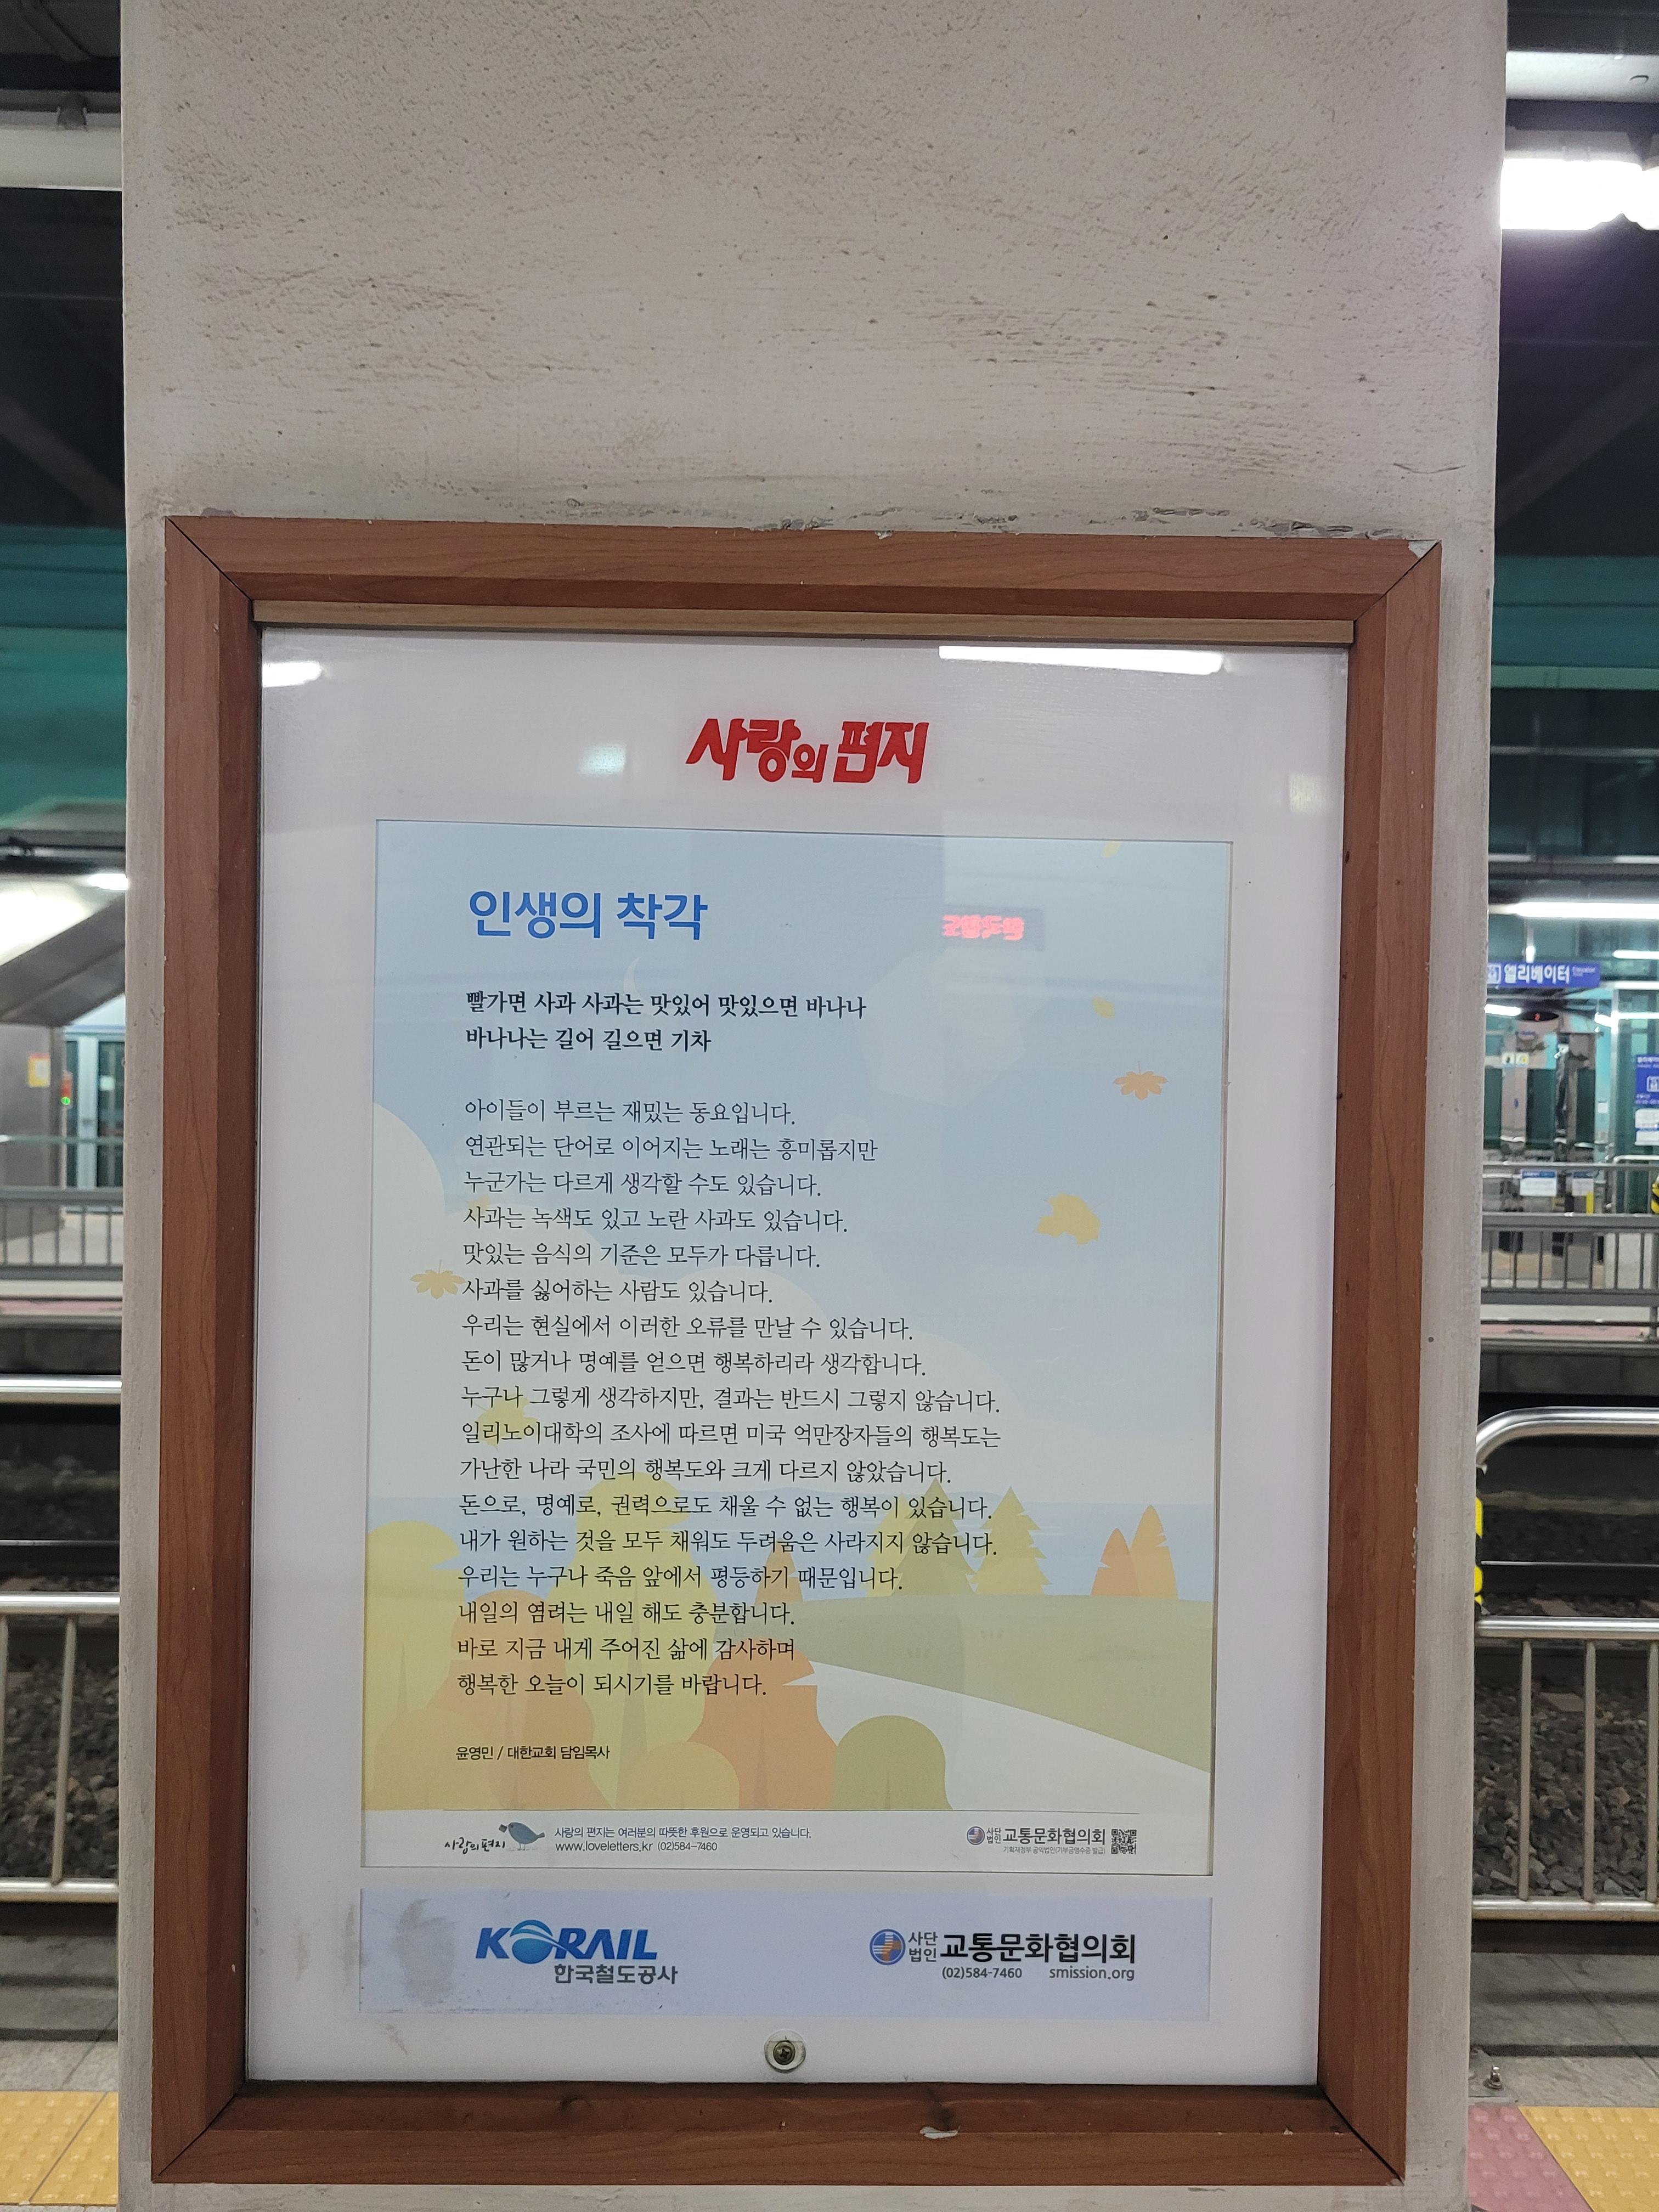 사랑의 편지
인생의 착각
빨가면 사과 사과는 맛있어 맛있으면 바나나
바나나는 길어 길으면 기차
아이들이 부르는 재밌는 동요입니다.
연관되는 단어로 이어지는 노래는 흥미롭지만
누군가는 다르게 생각할 수도 있습니다.
사과는 녹색도 있고 노란 사과도 있습니다.
맛있는 음식의 기준은 모두가 다릅니다.
사과를 싫어하는 사람도 있습니다.
우리는 현실에서 이러한 오류를 만날 수 있습니다.
돈이 많거나 명예를 얻으면 행복하리라 생각합니다.
누구나 그렇게 생각하지만, 결과는 반드시 그렇지 않습니다.
일리노이대학의 조사에 따르면 미국 억만장자들의 행복도는
가난한 나라 국민의 행복도와 크게 다르지 않았습니다.
돈으로, 명예로, 권력으로도 채울 수 없는 행복이 있습니다.
내가 원하는 것을 모두 채워도 두려움은 사라지지 않습니다.
우리는 누구나 죽음 앞에서 평등하기 때문입니다.
내일의 염려는 내일 해도 충분합니다.
바로 지금 내게 주어진 삶에 감사하며
행복한 오늘이 되시기를 바랍니다.
윤영민 / 대한교회 담임목사
사랑의 편지 사랑의 편지는 여러분의 따뜻한 후원으로 운영되고 있습니다.
www.loveletters.kr (02)584-7460
사단법인 교통문화협의회
기획재정부 공익법인(기부금영수증 발급)
KORAIL
한국철도공사
사단법인 교통문화협의회
(02)584-7460 smission.org
엘리베이터 Elevator